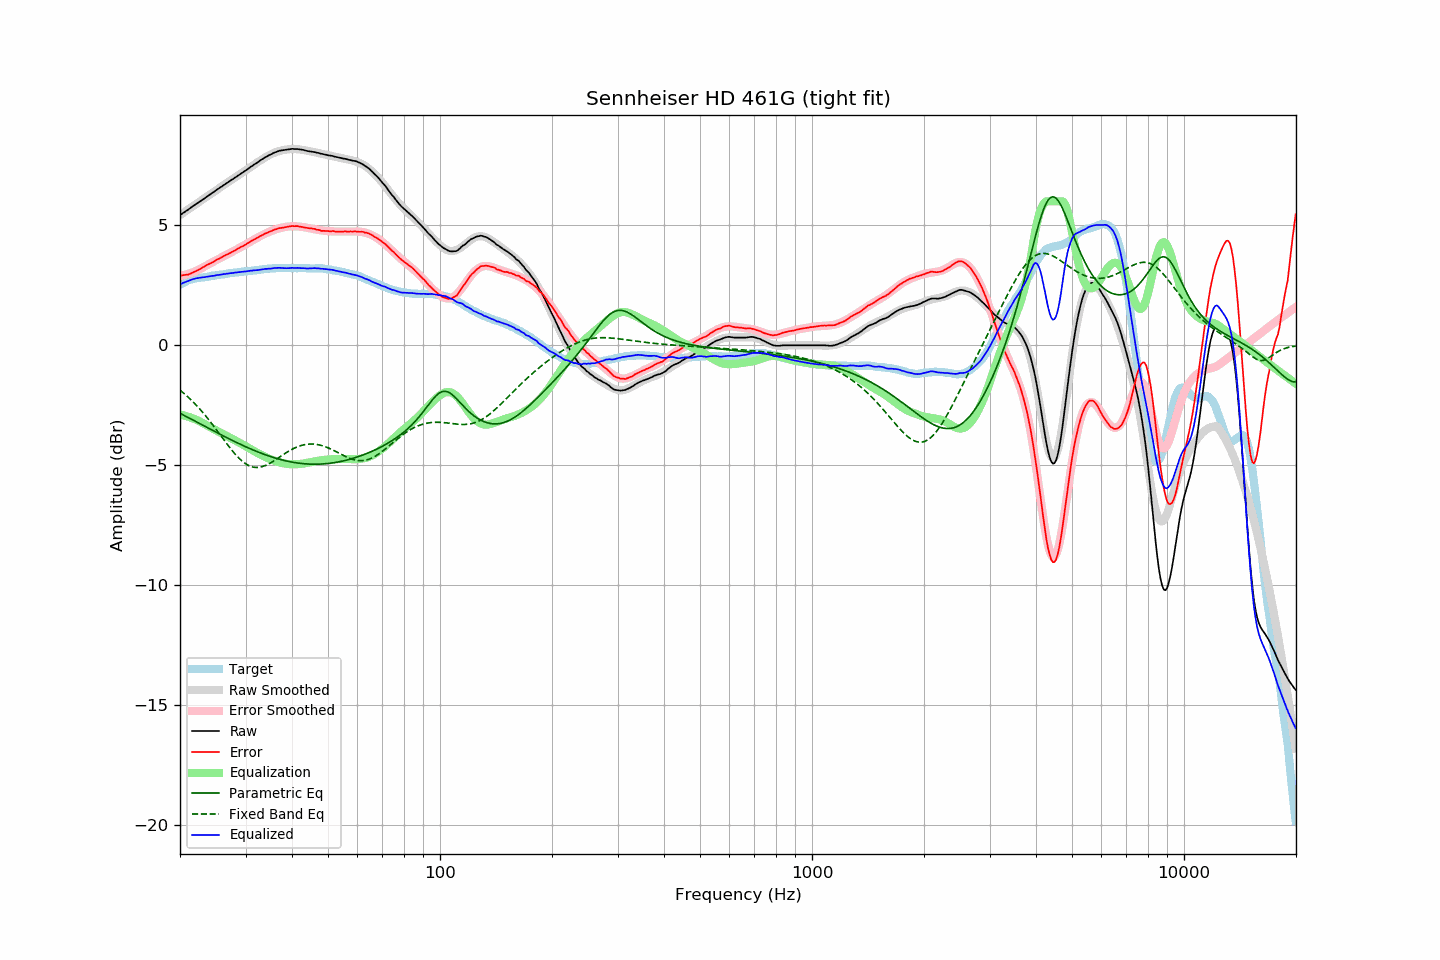 Sennheiser HD 461G (tight fit)
Amplitude (dBr)
5
0
−5
−10
−15
−20
Target
Raw Smoothed
Error Smoothed
Raw
Error
Equalization
Parametric Eq
Fixed Band Eq
Equalized
100
1000
10000
Frequency (Hz)